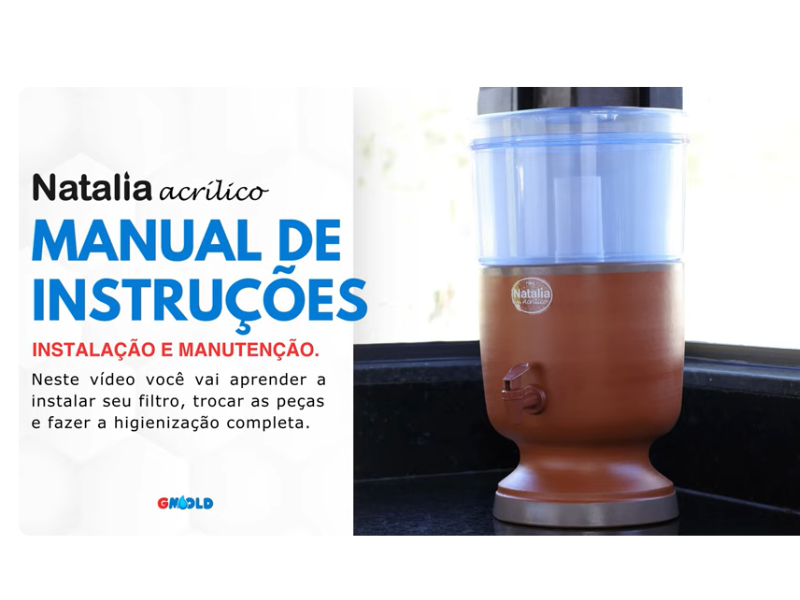 Natalia acrílico
MANUAL DE
INSTRUÇÕES
INSTALAÇÃO E MANUTENÇÃO.
Neste vídeo você vai aprender a
instalar seu filtro, trocar as peças
e fazer a higienização completa.
GMOLD
Natalia
acrílico